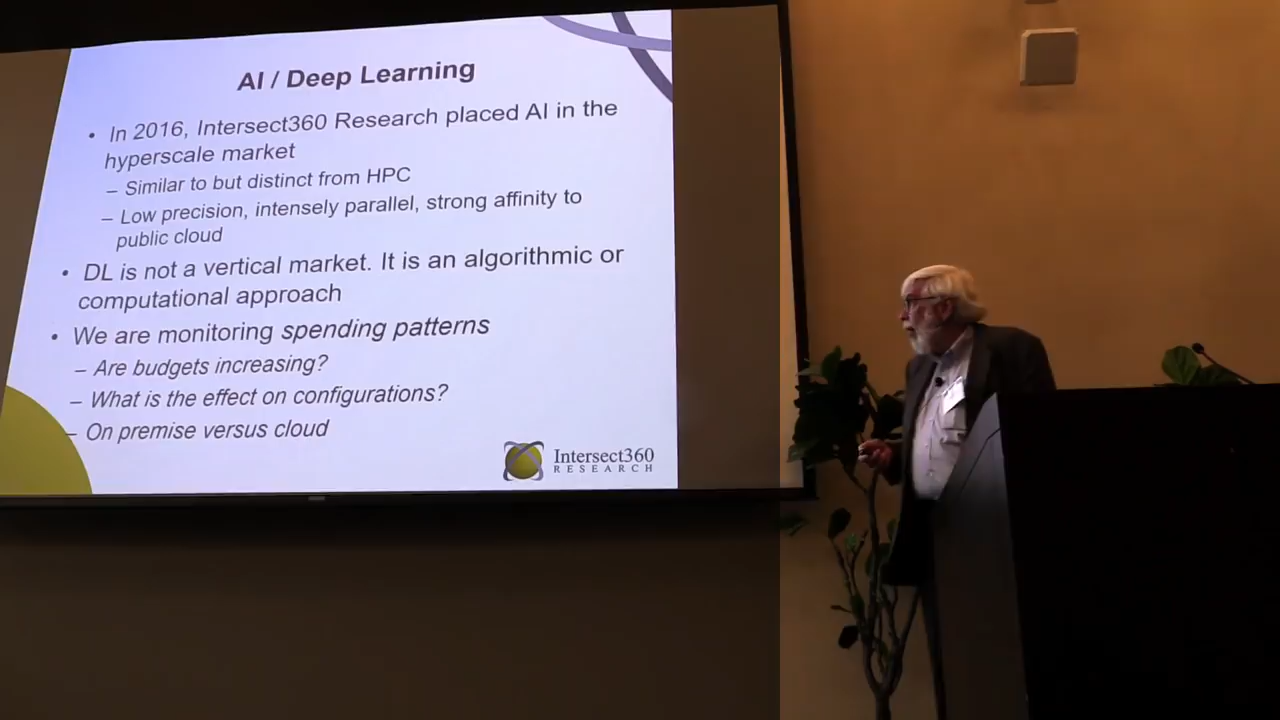 AI / Deep Learning
• In 2016, Intersect360 Research placed AI in the
hyperscale market
– Similar to but distinct from HPC
– Low precision, intensely parallel, strong affinity to
public cloud
• DL is not a vertical market. It is an algorithmic or
computational approach
• We are monitoring spending patterns
– Are budgets increasing?
– What is the effect on configurations?
– On premise versus cloud
Intersect360
RESEARCH